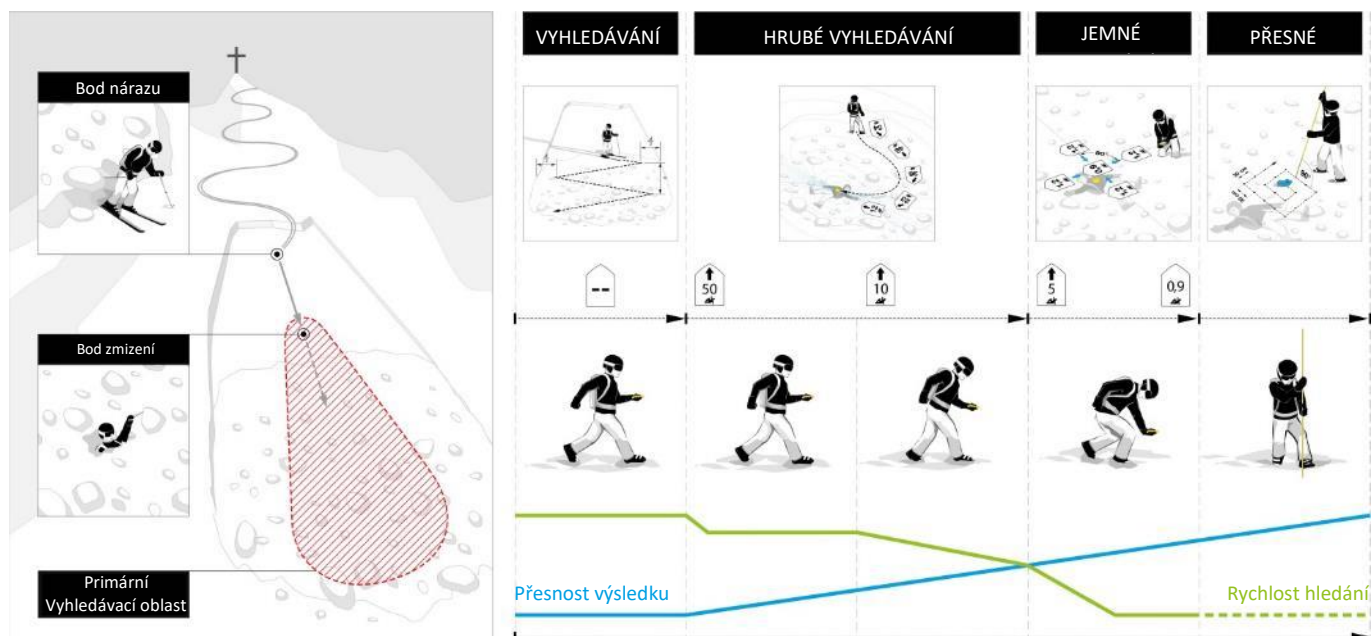 Bod nárazu
Bod zmizení
Primární
Vyhledávací oblast
VYHLEDÁVÁNÍ
HRUBÉ VYHLEDÁVÁNÍ
JEMNÉ
PŘESNÉ
--
50
10
5
0,9
Přesnost výsledku
Rychlost hledání